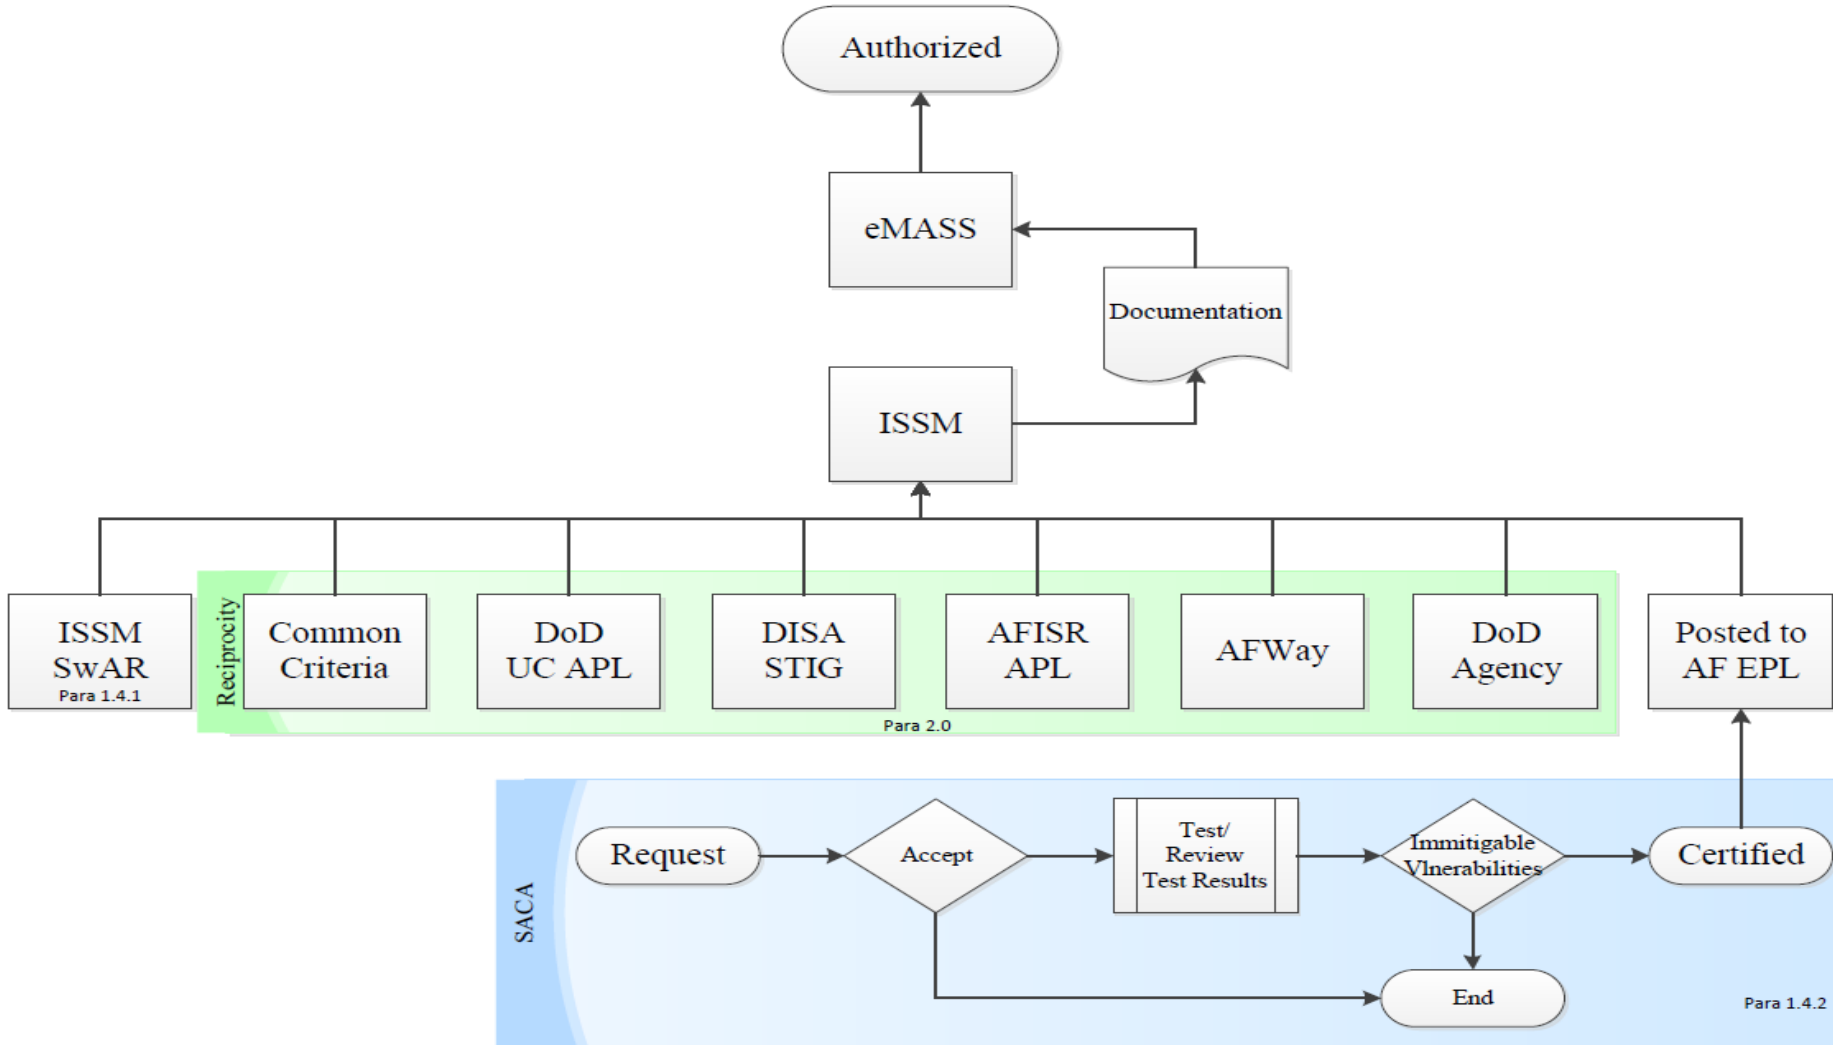 Authorized
eMASS
Documentation
ISSM
ISSM
SwAR
Para 1.4.1
Reciprocity
Common
Criteria
DoD
UC APL
DISA
STIG
AFISR
APL
AFWay
DoD
Agency
Para 2.0
Posted to
AF EPL
SACA
Request
Accept
Test/
Review
Test Results
Immitigable
Vlnerabilities
Certified
End
Para 1.4.2